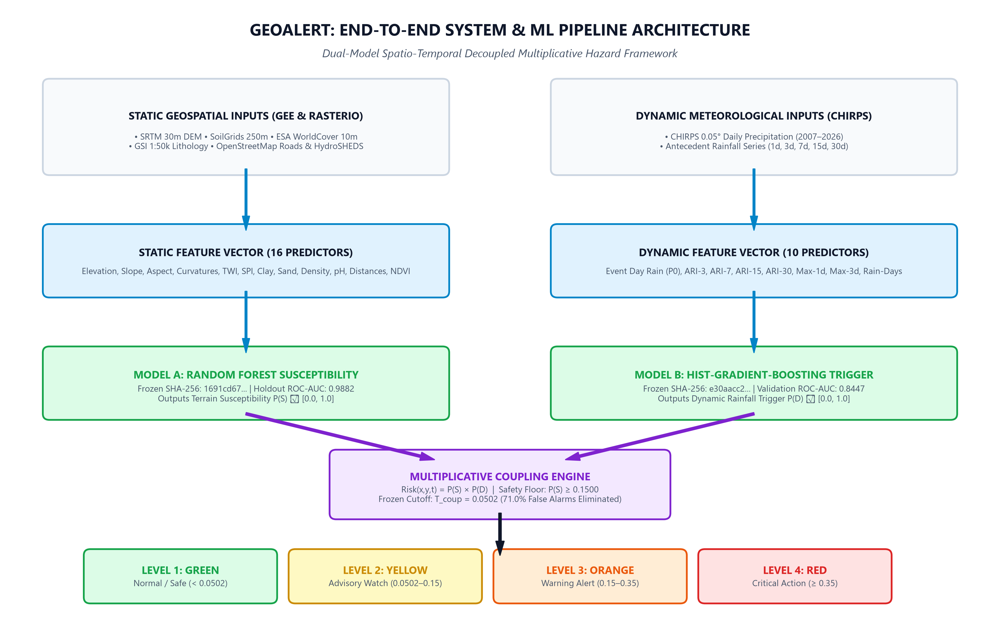 GEOALERT: END-TO-END SYSTEM & ML PIPELINE ARCHITECTURE
Dual-Model Spatio-Temporal Decoupled Multiplicative Hazard Framework
STATIC GEOSPATIAL INPUTS (GEE & RASTERIO)
• SRTM 30m DEM • SoilGrids 250m • ESA WorldCover 10m
• GSI 1:50k Lithology • OpenStreetMap Roads & HydroSHEDS
DYNAMIC METEOROLOGICAL INPUTS (CHIRPS)
• CHIRPS 0.05° Daily Precipitation (2007–2026)
• Antecedent Rainfall Series (1d, 3d, 7d, 15d, 30d)
STATIC FEATURE VECTOR (16 PREDICTORS)
Elevation, Slope, Aspect, Curvatures, TWI, SPI, Clay, Sand, Density, pH, Distances, NDVI
DYNAMIC FEATURE VECTOR (10 PREDICTORS)
Event Day Rain (P0), ARI-3, ARI-7, ARI-15, ARI-30, Max-1d, Max-3d, Rain-Days
MODEL A: RANDOM FOREST SUSCEPTIBILITY
Frozen SHA-256: 1691cd67... | Holdout ROC-AUC: 0.9882
Outputs Terrain Susceptibility P(S) [0.0, 1.0]
MODEL B: HIST-GRADIENT-BOOSTING TRIGGER
Frozen SHA-256: e30aacc2... | Validation ROC-AUC: 0.8447
Outputs Dynamic Rainfall Trigger P(D) [0.0, 1.0]
MULTIPLICATIVE COUPLING ENGINE
Risk(x,y,t) = P(S) × P(D) | Safety Floor: P(S) ≥ 0.1500
Frozen Cutoff: T_coup = 0.0502 (71.0% False Alarms Eliminated)
LEVEL 1: GREEN
Normal / Safe (< 0.0502)
LEVEL 2: YELLOW
Advisory Watch (0.0502–0.15)
LEVEL 3: ORANGE
Warning Alert (0.15–0.35)
LEVEL 4: RED
Critical Action (≥ 0.35)